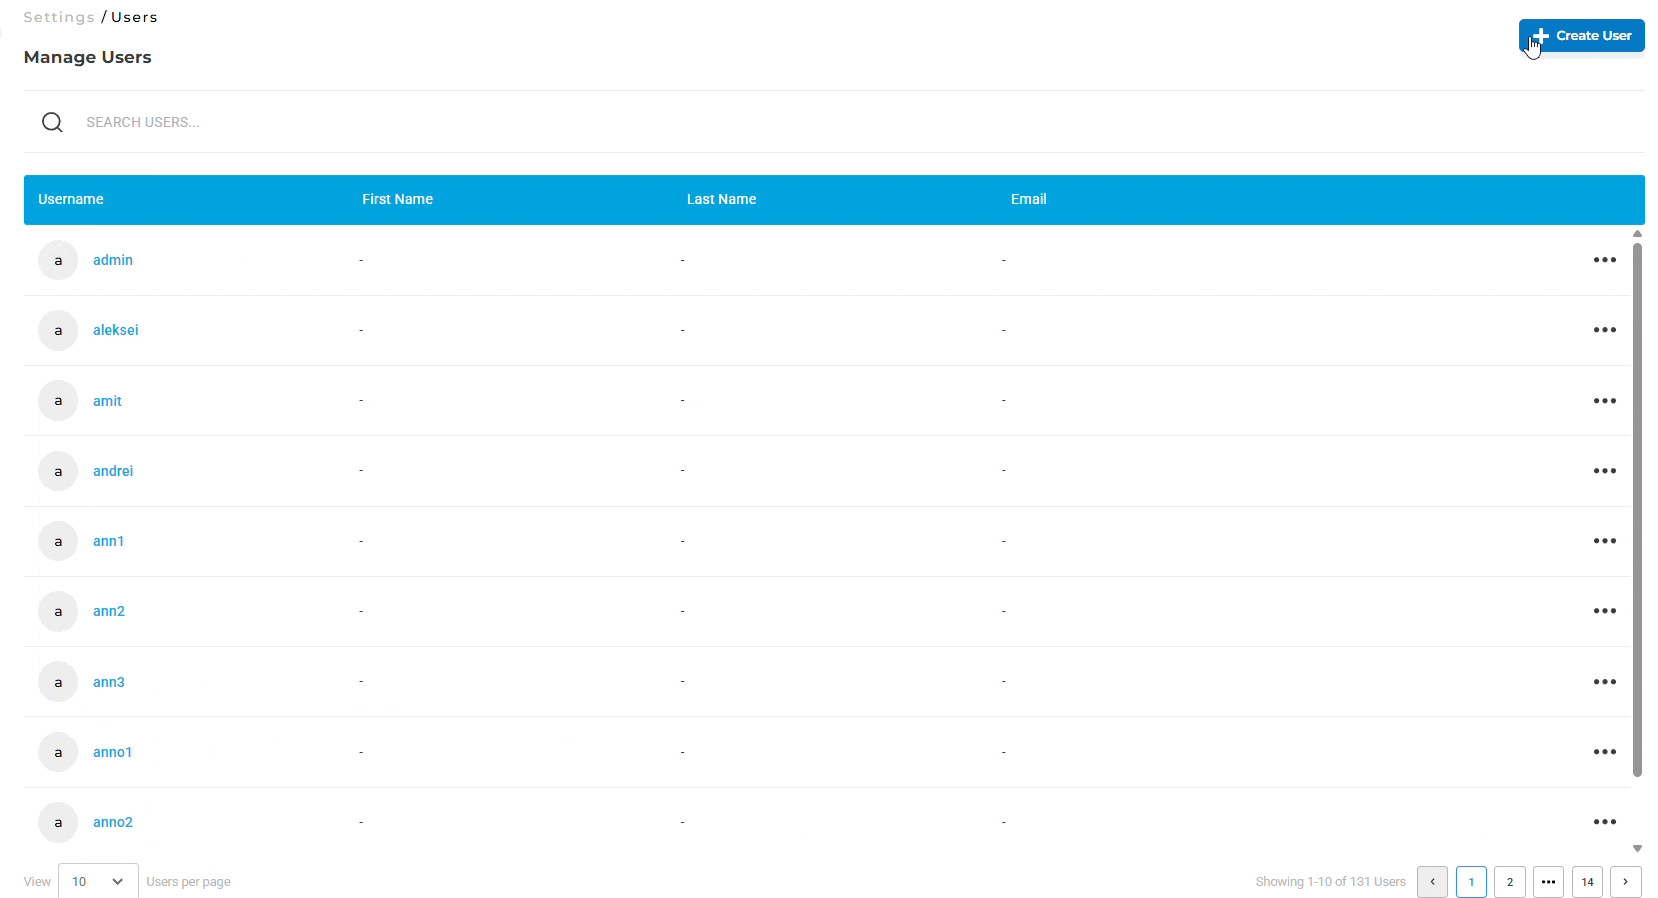 Settings / Users
Create User
Manage Users
SEARCH USERS...
Username First Name Last Name Email
a admin - - -
a aleksei - - -
a amit - - -
a andrei - - -
a ann1 - - -
a ann2 - - -
a ann3 - - -
a anno1 - - -
a anno2 - - -
View 10 Users per page Showing 1-10 of 131 Users ‹ 1 2 ••• 14 ›